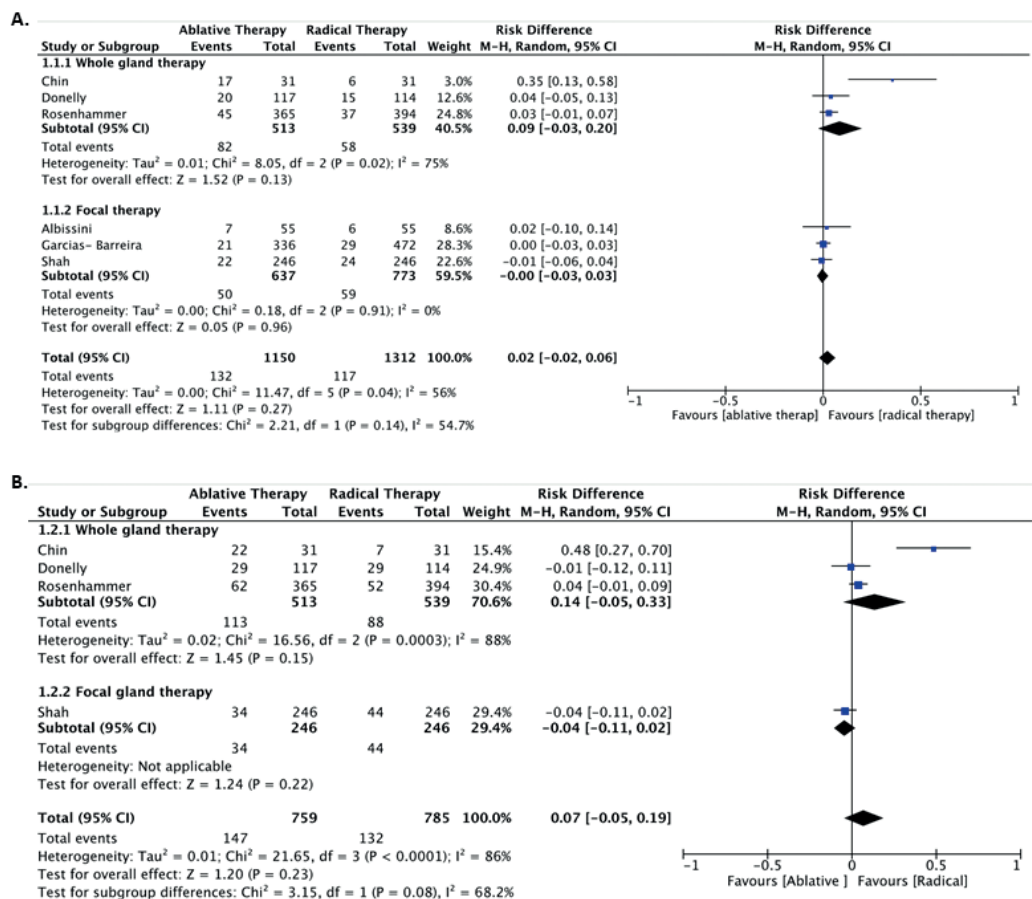 A.
Ablative Therapy Radical Therapy Risk Difference Risk Difference
Study or Subgroup Events Total Events Total Weight M-H, Random, 95% CI M-H, Random, 95% CI
1.1.1 Whole gland therapy
Chin 17 31 6 31 3.0% 0.35 [0.13, 0.58]
Donelly 20 117 15 114 12.6% 0.04 [-0.05, 0.13]
Rosenhammer 45 365 37 394 24.8% 0.03 [-0.01, 0.07]
Subtotal (95% CI) 513 539 40.5% 0.09 [-0.03, 0.20]
Total events 82 58
Heterogeneity: Tau² = 0.01; Chi² = 8.05, df = 2 (P = 0.02); I² = 75%
Test for overall effect: Z = 1.52 (P = 0.13)
1.1.2 Focal therapy
Albissini 7 55 6 55 8.6% 0.02 [-0.10, 0.14]
Garcias- Barreira 21 336 29 472 28.3% 0.00 [-0.03, 0.03]
Shah 22 246 24 246 22.6% -0.01 [-0.06, 0.04]
Subtotal (95% CI) 637 773 59.5% -0.00 [-0.03, 0.03]
Total events 50 59
Heterogeneity: Tau² = 0.00; Chi² = 0.18, df = 2 (P = 0.91); I² = 0%
Test for overall effect: Z = 0.05 (P = 0.96)
Total (95% CI) 1150 1312 100.0% 0.02 [-0.02, 0.06]
Total events 132 117
Heterogeneity: Tau² = 0.00; Chi² = 11.47, df = 5 (P = 0.04); I² = 56%
Test for overall effect: Z = 1.11 (P = 0.27)
Test for subgroup differences: Chi² = 2.21, df = 1 (P = 0.14), I² = 54.7%
-1 -0.5 0 0.5 1
Favours [ablative therap] Favours [radical therapy]
B.
Ablative Therapy Radical Therapy Risk Difference Risk Difference
Study or Subgroup Events Total Events Total Weight M-H, Random, 95% CI M-H, Random, 95% CI
1.2.1 Whole gland therapy
Chin 22 31 7 31 15.4% 0.48 [0.27, 0.70]
Donelly 29 117 29 114 24.9% -0.01 [-0.12, 0.11]
Rosenhammer 62 365 52 394 30.4% 0.04 [-0.01, 0.09]
Subtotal (95% CI) 513 539 70.6% 0.14 [-0.05, 0.33]
Total events 113 88
Heterogeneity: Tau² = 0.02; Chi² = 16.56, df = 2 (P = 0.0003); I² = 88%
Test for overall effect: Z = 1.45 (P = 0.15)
1.2.2 Focal gland therapy
Shah 34 246 44 246 29.4% -0.04 [-0.11, 0.02]
Subtotal (95% CI) 246 246 29.4% -0.04 [-0.11, 0.02]
Total events 34 44
Heterogeneity: Not applicable
Test for overall effect: Z = 1.24 (P = 0.22)
Total (95% CI) 759 785 100.0% 0.07 [-0.05, 0.19]
Total events 147 132
Heterogeneity: Tau² = 0.01; Chi² = 21.65, df = 3 (P < 0.0001); I² = 86%
Test for overall effect: Z = 1.20 (P = 0.23)
Test for subgroup differences: Chi² = 3.15, df = 1 (P = 0.08), I² = 68.2%
-1 -0.5 0 0.5 1
Favours [Ablative ] Favours [Radical]